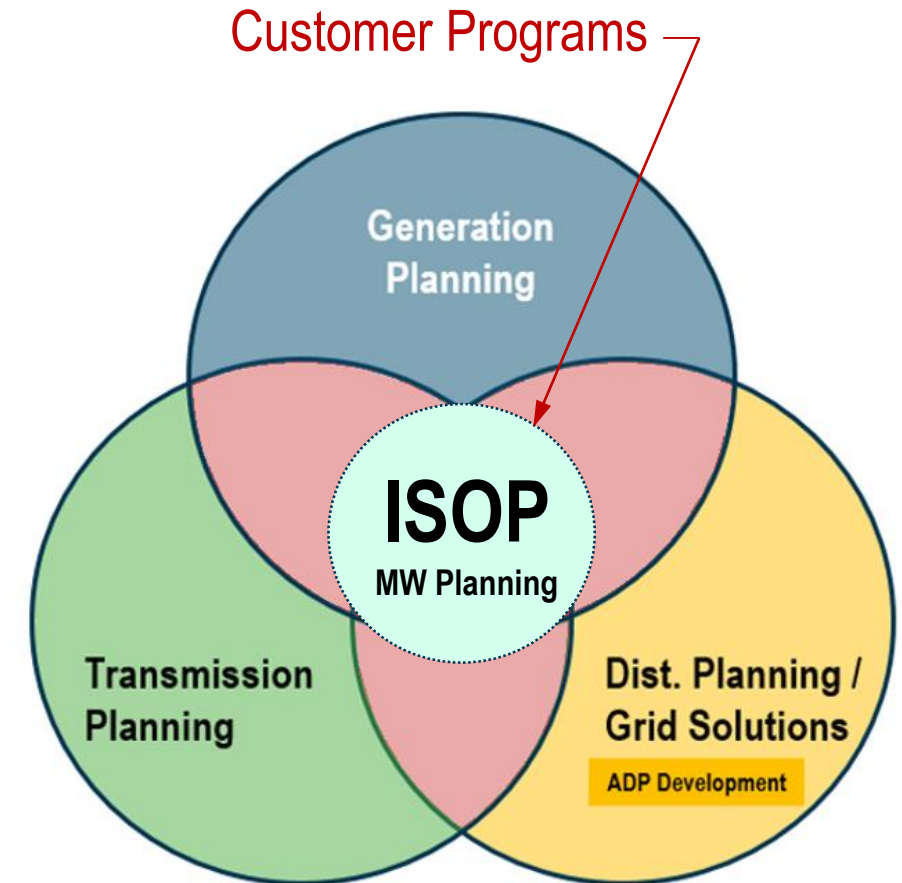 Customer Programs
Generation
Planning
ISOP
MW Planning
Transmission
Planning
Dist. Planning /
Grid Solutions
ADP Development